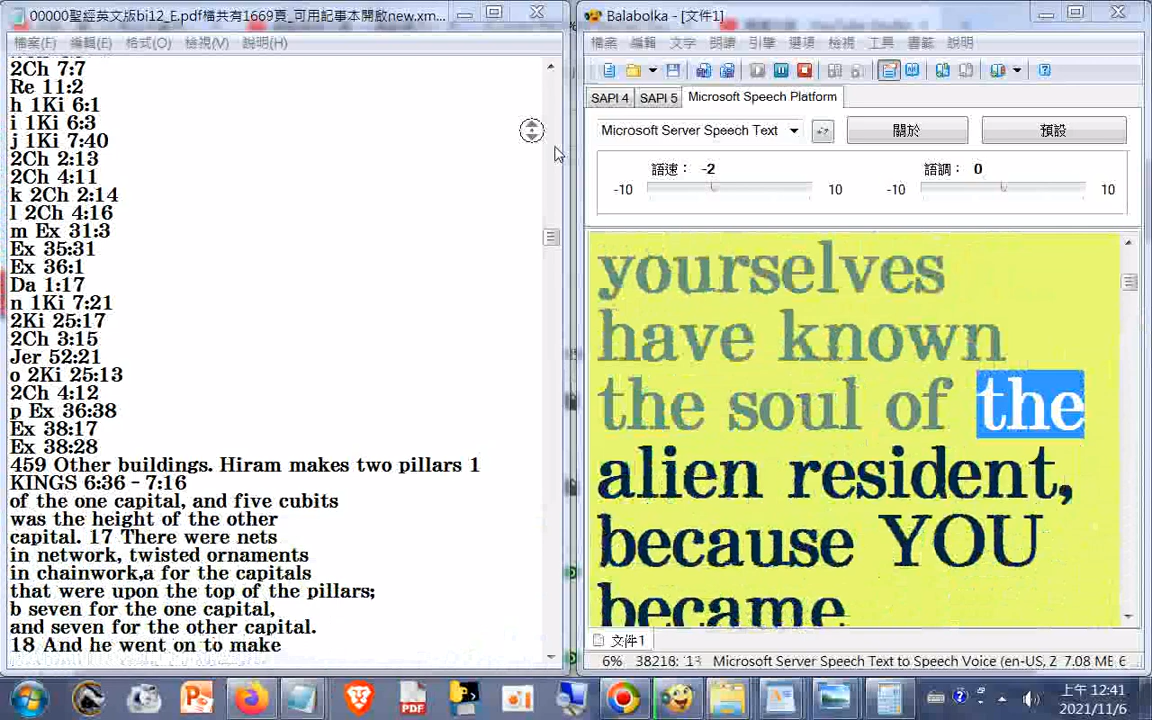 00000聖經英文版bi12_E.pdf檔共有1669頁_可用記事本開啟new.xm...
檔案(F) 編輯(E) 格式(O) 檢視(V) 說明(H)
2Ch 7:7
Re 11:2
h 1Ki 6:1
i 1Ki 6:3
j 1Ki 7:40
2Ch 2:13
2Ch 4:11
k 2Ch 2:14
l 2Ch 4:16
m Ex 31:3
Ex 35:31
Ex 36:1
Da 1:17
n 1Ki 7:21
2Ki 25:17
2Ch 3:15
Jer 52:21
o 2Ki 25:13
2Ch 4:12
p Ex 36:38
Ex 38:17
Ex 38:28
459 Other buildings. Hiram makes two pillars 1
KINGS 6:36 – 7:16
of the one capital, and five cubits
was the height of the other
capital. 17 There were nets
in network, twisted ornaments
in chainwork,a for the capitals
that were upon the top of the pillars;
b seven for the one capital,
and seven for the other capital.
18 And he went on to make
Balabolka - [文件1]
檔案 編輯 文字 朗讀 引擎 選項 檢視 工具 書籤 說明
SAPI 4 SAPI 5 Microsoft Speech Platform
Microsoft Server Speech Text 關於 預設
語速： -2 語調： 0
-10 10 -10 10
yourselves
have known
the soul of the
alien resident,
because YOU
became
文件1
6% 38216: Microsoft Server Speech Text to Speech Voice (en-US, 2 7.08 MB 6
PDF
上午 12:41
2021/11/6